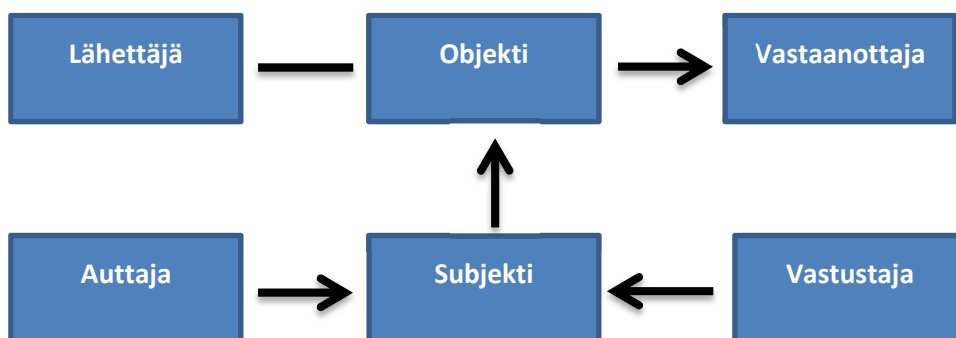 Lähettäjä
Objekti
Vastaanottaja
Auttaja
Subjekti
Vastustaja